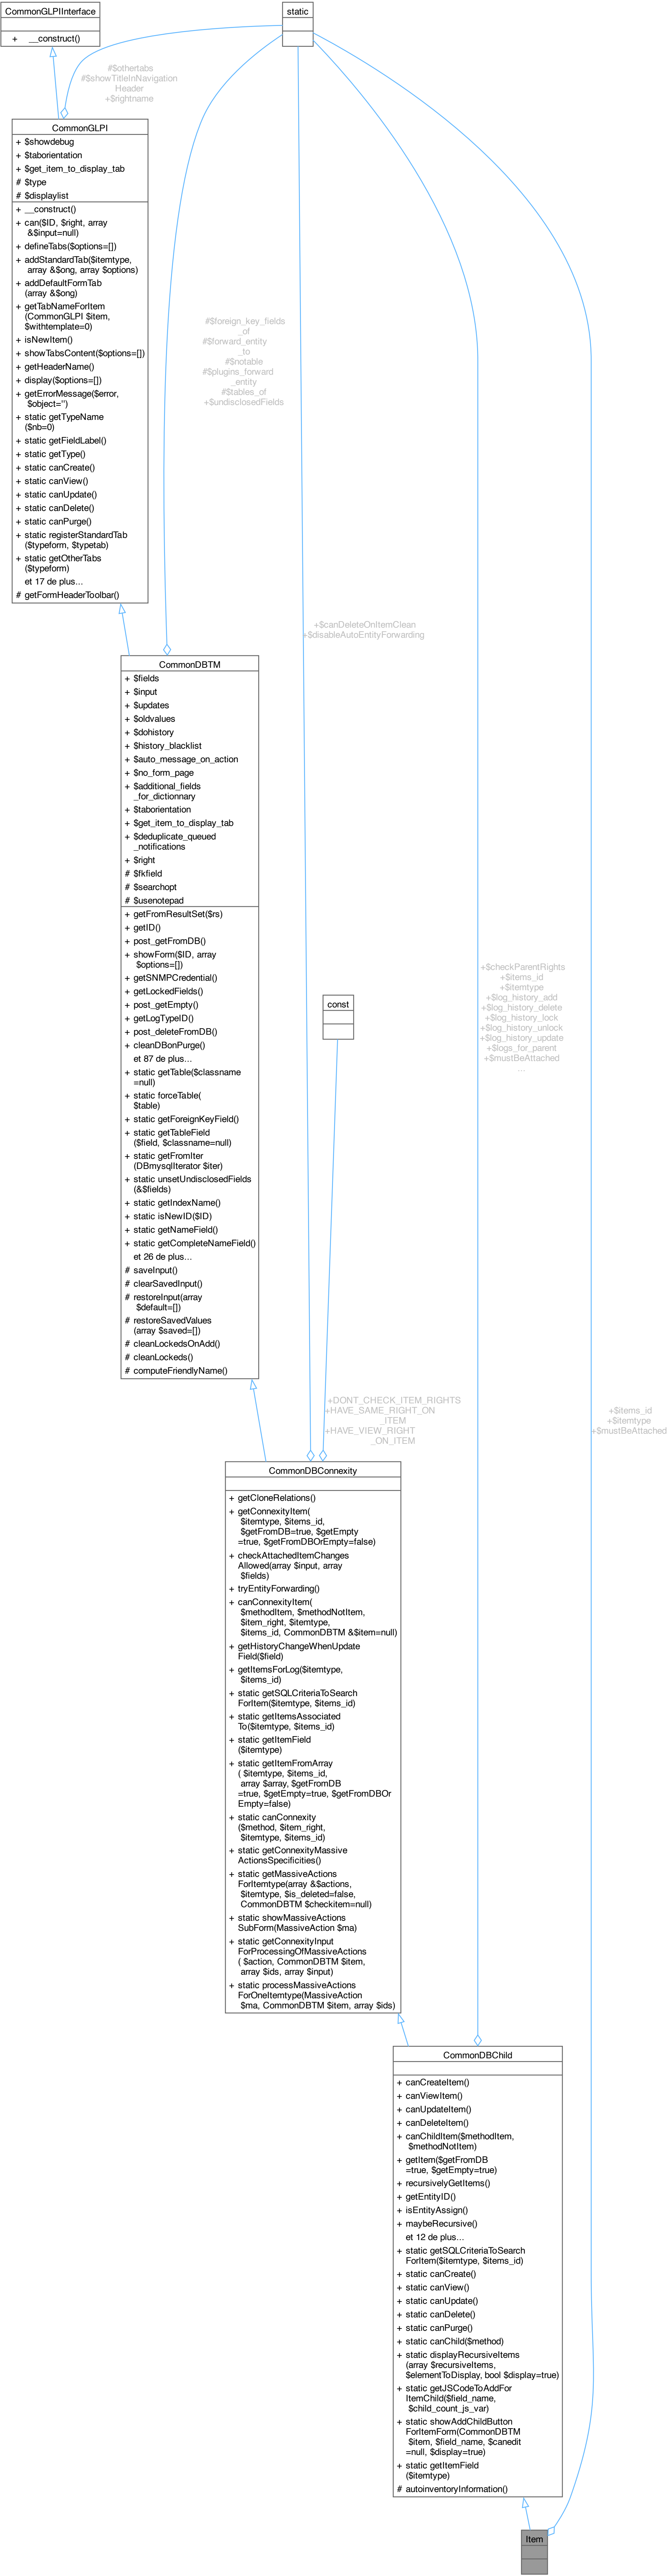 CommonGLPIInterface
+ __construct()
static
#$othertabs
#$showTitleInNavigation
Header
+$rightname
CommonGLPI
+ $showdebug
+ $taborientation
+ $get_item_to_display_tab
# $type
# $displaylist
+ __construct()
+ can($ID, $right, array
&$input=null)
+ defineTabs($options=[])
+ addStandardTab($itemtype,
array &$ong, array $options)
+ addDefaultFormTab
(array &$ong)
+ getTabNameForItem
(CommonGLPI $item,
$withtemplate=0)
+ isNewItem()
+ showTabsContent($options=[])
+ getHeaderName()
+ display($options=[])
+ getErrorMessage($error,
$object='')
+ static getTypeName
($nb=0)
+ static getFieldLabel()
+ static getType()
+ static canCreate()
+ static canView()
+ static canUpdate()
+ static canDelete()
+ static canPurge()
+ static registerStandardTab
($typeform, $typetab)
+ static getOtherTabs
($typeform)
et 17 de plus...
# getFormHeaderToolbar()
#$foreign_key_fields
_of
#$forward_entity
_to
#$notable
#$plugins_forward
_entity
#$tables_of
+$undisclosedFields
+$canDeleteOnItemClean
+$disableAutoEntityForwarding
CommonDBTM
+ $fields
+ $input
+ $updates
+ $oldvalues
+ $dohistory
+ $history_blacklist
+ $auto_message_on_action
+ $no_form_page
+ $additional_fields
_for_dictionnary
+ $taborientation
+ $get_item_to_display_tab
+ $deduplicate_queued
_notifications
+ $right
# $fkfield
# $searchopt
# $usenotepad
+ getFromResultSet($rs)
+ getID()
+ post_getFromDB()
+ showForm($ID, array
$options=[])
+ getSNMPCredential()
+ getLockedFields()
+ post_getEmpty()
+ getLogTypeID()
+ post_deleteFromDB()
+ cleanDBonPurge()
et 87 de plus...
+ static getTable($classname
=null)
+ static forceTable(
$table)
+ static getForeignKeyField()
+ static getTableField
($field, $classname=null)
+ static getFromIter
(DBmysqlIterator $iter)
+ static unsetUndisclosedFields
(&$fields)
+ static getIndexName()
+ static isNewID($ID)
+ static getNameField()
+ static getCompleteNameField()
et 26 de plus...
# saveInput()
# clearSavedInput()
# restoreInput(array
$default=[])
# restoreSavedValues
(array $saved=[])
# cleanLockedsOnAdd()
# cleanLockeds()
# computeFriendlyName()
const
+$checkParentRights
+$items_id
+$itemtype
+$log_history_add
+$log_history_delete
+$log_history_lock
+$log_history_unlock
+$log_history_update
+$logs_for_parent
+$mustBeAttached
...
+DONT_CHECK_ITEM_RIGHTS
+HAVE_SAME_RIGHT_ON
_ITEM
+HAVE_VIEW_RIGHT
_ON_ITEM
+$items_id
+$itemtype
+$mustBeAttached
CommonDBConnexity
+ getCloneRelations()
+ getConnexityItem(
$itemtype, $items_id,
$getFromDB=true, $getEmpty
=true, $getFromDBOrEmpty=false)
+ checkAttachedItemChanges
Allowed(array $input, array
$fields)
+ tryEntityForwarding()
+ canConnexityItem(
$methodItem, $methodNotItem,
$item_right, $itemtype,
$items_id, CommonDBTM &$item=null)
+ getHistoryChangeWhenUpdate
Field($field)
+ getItemsForLog($itemtype,
$items_id)
+ static getSQLCriteriaToSearch
ForItem($itemtype, $items_id)
+ static getItemsAssociated
To($itemtype, $items_id)
+ static getItemField
($itemtype)
+ static getItemFromArray
( $itemtype, $items_id,
array $array, $getFromDB
=true, $getEmpty=true, $getFromDBOr
Empty=false)
+ static canConnexity
($method, $item_right,
$itemtype, $items_id)
+ static getConnexityMassive
ActionsSpecificities()
+ static getMassiveActions
ForItemtype(array &$actions,
$itemtype, $is_deleted=false,
CommonDBTM $checkitem=null)
+ static showMassiveActions
SubForm(MassiveAction $ma)
+ static getConnexityInput
ForProcessingOfMassiveActions
( $action, CommonDBTM $item,
array $ids, array $input)
+ static processMassiveActions
ForOneItemtype(MassiveAction
$ma, CommonDBTM $item, array $ids)
CommonDBChild
+ canCreateItem()
+ canViewItem()
+ canUpdateItem()
+ canDeleteItem()
+ canChildItem($methodItem,
$methodNotItem)
+ getItem($getFromDB
=true, $getEmpty=true)
+ recursivelyGetItems()
+ getEntityID()
+ isEntityAssign()
+ maybeRecursive()
et 12 de plus...
+ static getSQLCriteriaToSearch
ForItem($itemtype, $items_id)
+ static canCreate()
+ static canView()
+ static canUpdate()
+ static canDelete()
+ static canPurge()
+ static canChild($method)
+ static displayRecursiveItems
(array $recursiveItems,
$elementToDisplay, bool $display=true)
+ static getJSCodeToAddFor
ItemChild($field_name,
$child_count_js_var)
+ static showAddChildButton
ForItemForm(CommonDBTM
$item, $field_name, $canedit
=null, $display=true)
+ static getItemField
($itemtype)
# autoinventoryInformation()
Item